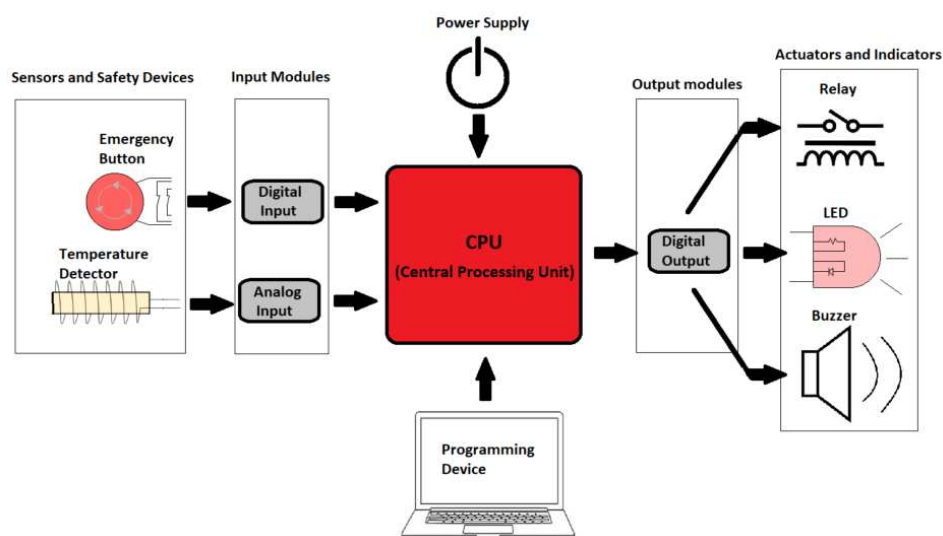 Power Supply
Sensors and Safety Devices
Input Modules
Output modules
Actuators and Indicators
Emergency
Button
Temperature
Detector
Digital
Input
Analog
Input
CPU
(Central Processing Unit)
Digital
Output
Relay
LED
Buzzer
Programming
Device